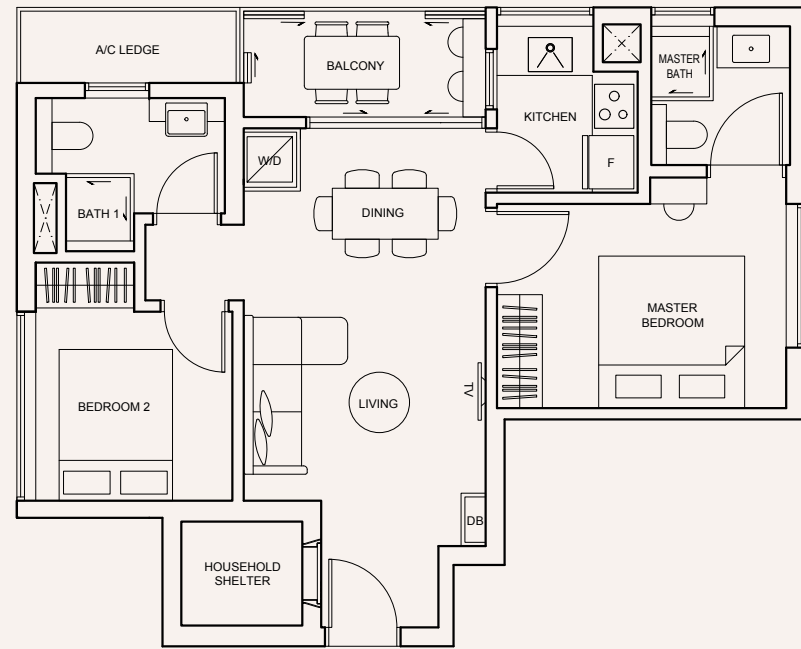 A/C LEDGE
BALCONY
MASTER
BATH
KITCHEN
W/D
F
BATH 1
DINING
MASTER
BEDROOM
TV
LIVING
BEDROOM 2
DB
HOUSEHOLD
SHELTER